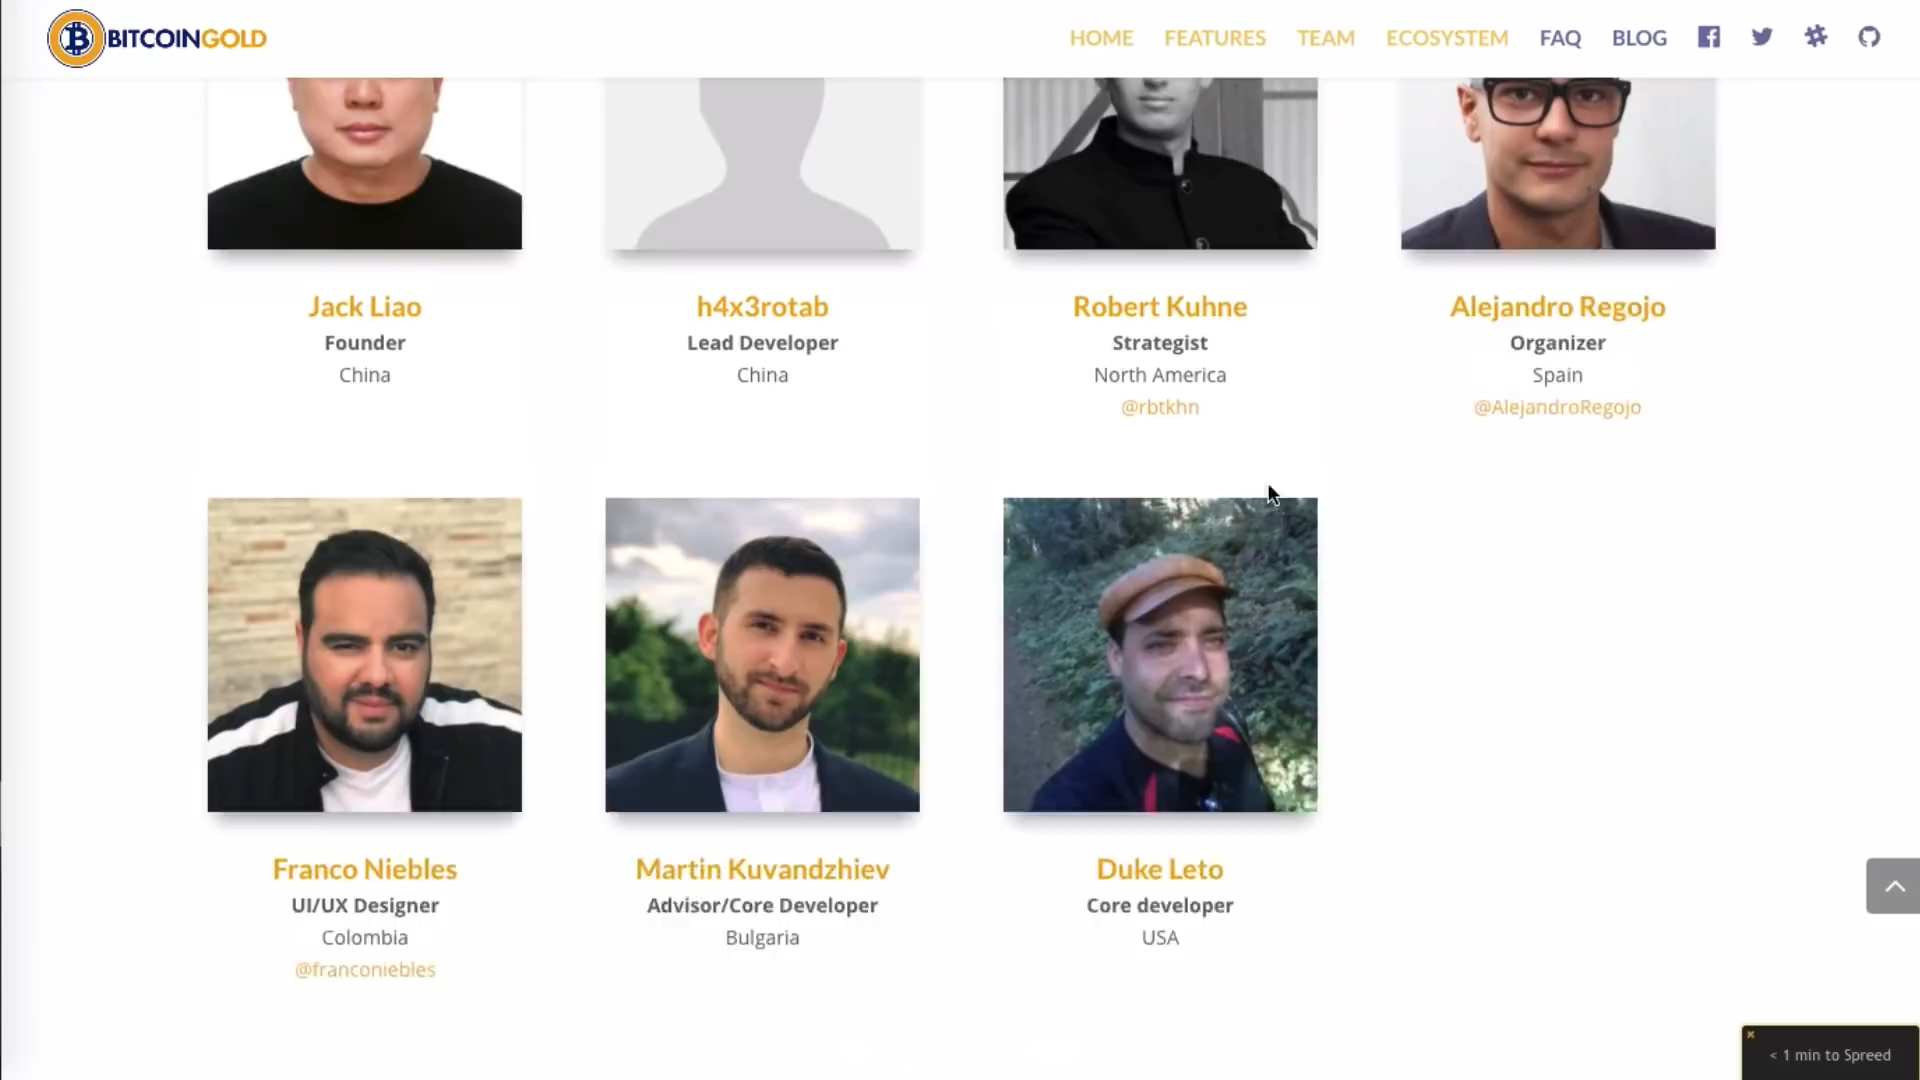 BITCOINGOLD
HOME FEATURES TEAM ECOSYSTEM FAQ BLOG
Jack Liao
Founder
China
h4x3rotab
Lead Developer
China
Robert Kuhne
Strategist
North America
@rbtkhn
Alejandro Regojo
Organizer
Spain
@AlejandroRegojo
Franco Niebles
UI/UX Designer
Colombia
@franconiebles
Martin Kuvandzhiev
Advisor/Core Developer
Bulgaria
Duke Leto
Core developer
USA
< 1 min to Spreed